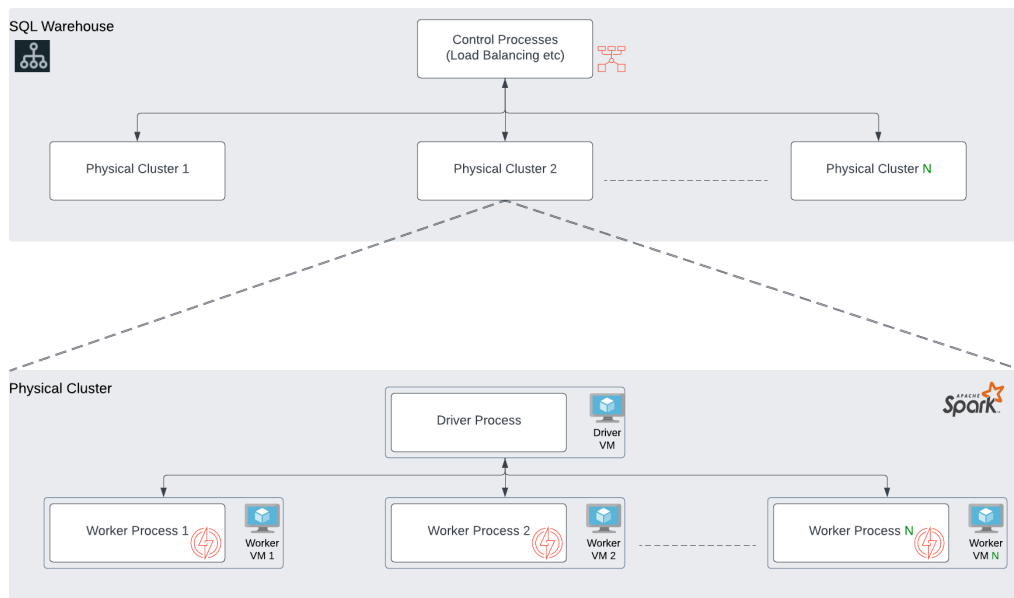 SQL Warehouse
Control Processes
(Load Balancing etc)
Physical Cluster 1
Physical Cluster 2
Physical Cluster N
Physical Cluster
APACHE
Spark
Driver Process
Driver
VM
Worker Process 1
Worker
VM 1
Worker Process 2
Worker
VM 2
Worker Process N
Worker
VM N